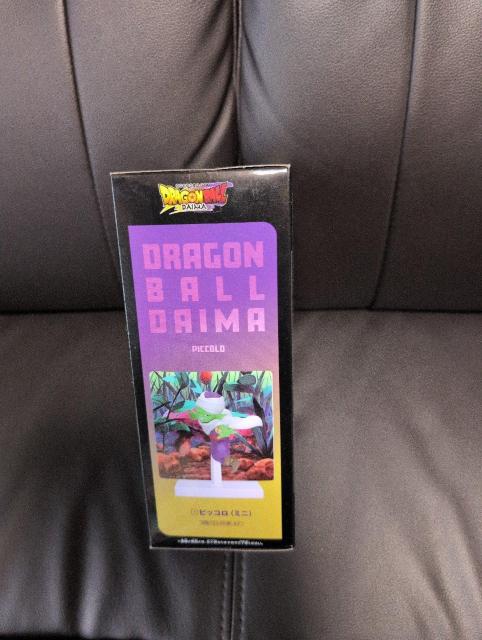 DRAGON BALL
DAIMA
DRAGON
BALL
DAIMA
PICCOLO
ピッコロ（ミニ）